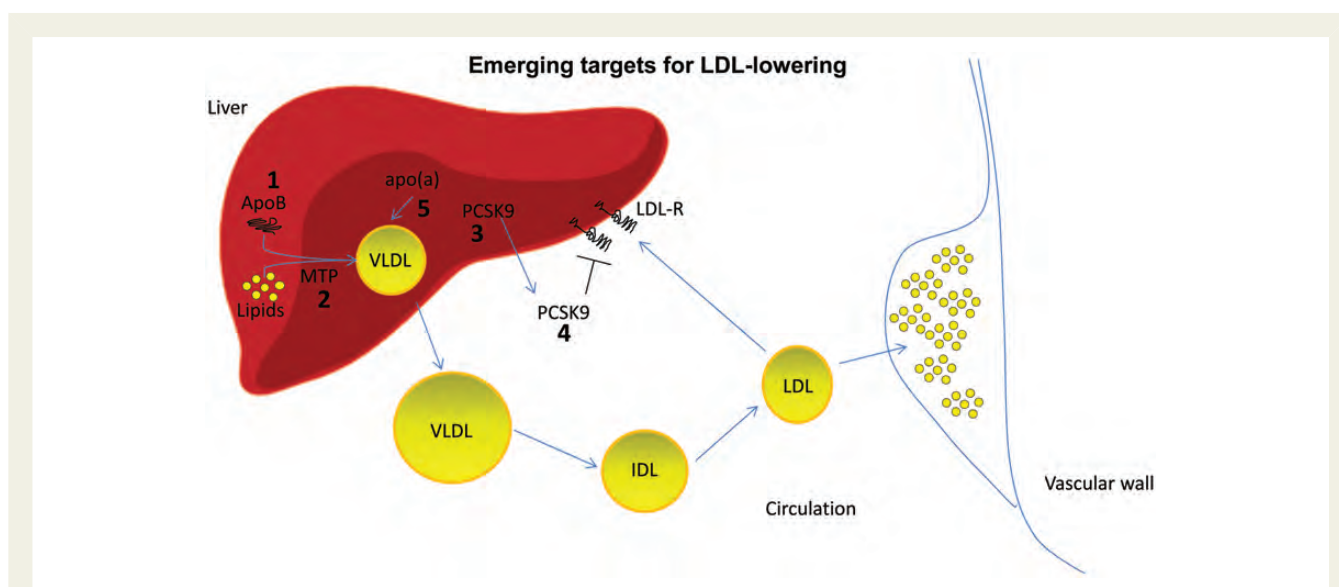 Emerging targets for LDL-lowering
Liver
1
ApoB
apo(a)
5
PCSK9
3
LDL-R
VLDL
MTP
2
Lipids
PCSK9
4
LDL
VLDL
IDL
Vascular wall
Circulation